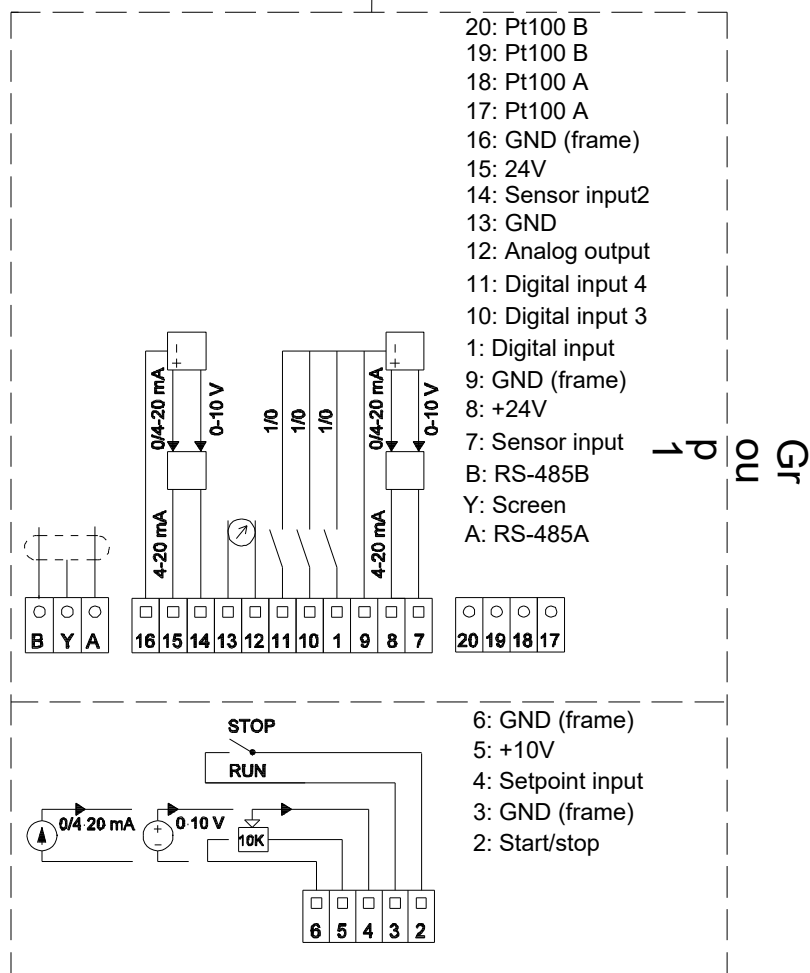 20: Pt100 B
19: Pt100 B
18: Pt100 A
17: Pt100 A
16: GND (frame)
15: 24V
14: Sensor input2
13: GND
12: Analog output
11: Digital input 4
10: Digital input 3
1: Digital input
9: GND (frame)
8: +24V
7: Sensor input
B: RS-485B
Y: Screen
A: RS-485A
Gr
ou
p
1
- +
0/4-20 mA
0-10 V
4-20 mA
1/0
1/0
1/0
- +
0/4-20 mA
0-10 V
4-20 mA
B Y A
16 15 14 13 12 11 10 1 9 8 7
20 19 18 17
STOP
RUN
0/4-20 mA
+ -
0-10 V
10K
6 5 4 3 2
6: GND (frame)
5: +10V
4: Setpoint input
3: GND (frame)
2: Start/stop